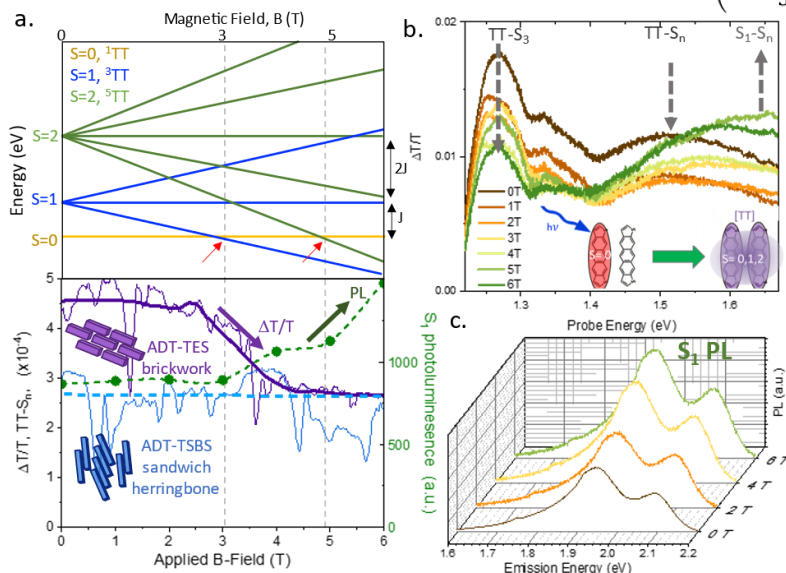 a.
Magnetic Field, B (T)
0 3 5
S=0, ¹TT
S=1, ³TT
S=2, ⁵TT
Energy (eV)
S=2
S=1
S=0
2J
J
5
4
3
2
1
0
ΔT/T, TT-Sn, (x10⁻⁴)
ADT-TES
brickwork
ΔT/T
PL
ADT-TSBS
sandwich
herringbone
1000
750
500
250
0
S₁ photoluminesence (a.u.)
0 1 2 3 4 5 6
Applied B-Field (T)
b.
TT-S₃
TT-Sn
S₁-Sn
0.02
0.01
0.00
ΔT/T
0T
1T
2T
3T
4T
5T
6T
hν
S=0
[TT]
S= 0,1,2
1.3 1.4 1.5 1.6
Probe Energy (eV)
c.
S₁ PL
PL (a.u.)
6 T
4 T
2 T
0 T
1.6 1.7 1.8 1.9 2.0 2.1 2.2
Emission Energy (eV)